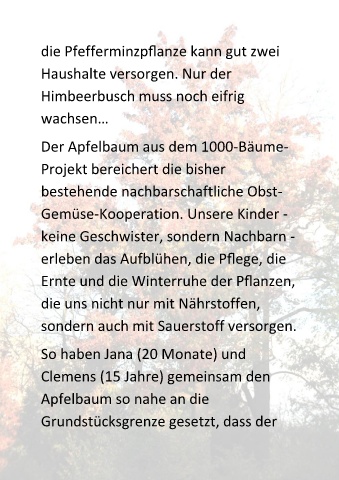 die Pfefferminzpflanze kann gut zwei
Haushalte versorgen. Nur der
Himbeerbusch muss noch eifrig
wachsen…
Der Apfelbaum aus dem 1000-Bäume-
Projekt bereichert die bisher
bestehende nachbarschaftliche Obst-
Gemüse-Kooperation. Unsere Kinder -
keine Geschwister, sondern Nachbarn -
erleben das Aufblühen, die Pflege, die
Ernte und die Winterruhe der Pflanzen,
die uns nicht nur mit Nährstoffen,
sondern auch mit Sauerstoff versorgen.
So haben Jana (20 Monate) und
Clemens (15 Jahre) gemeinsam den
Apfelbaum so nahe an die
Grundstücksgrenze gesetzt, dass der